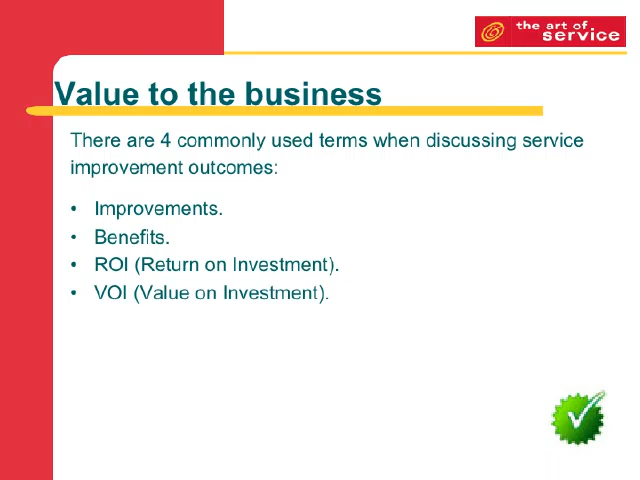 the art of
service
Value to the business
There are 4 commonly used terms when discussing service
improvement outcomes:
• Improvements.
• Benefits.
• ROI (Return on Investment).
• VOI (Value on Investment).